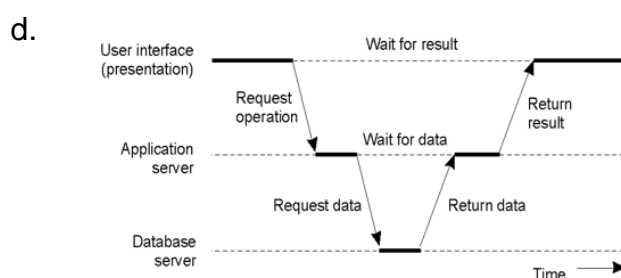 d.
User interface
(presentation)
Wait for result
Request
operation
Return
result
Application
server
Wait for data
Request data
Return data
Database
server
Time